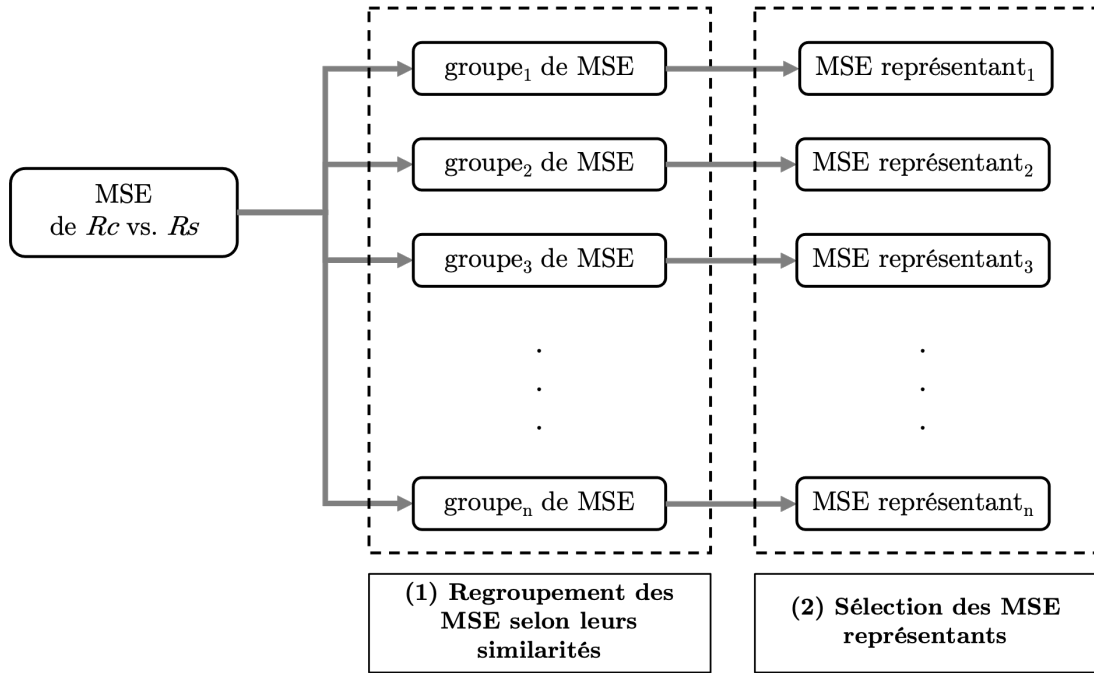 MSE
de Rc vs. Rs
groupe₁ de MSE
MSE représentant₁
groupe₂ de MSE
MSE représentant₂
groupe₃ de MSE
MSE représentant₃
.
.
.
.
.
.
groupeₙ de MSE
MSE représentantₙ
(1) Regroupement des
MSE selon leurs
similarités
(2) Sélection des MSE
représentants